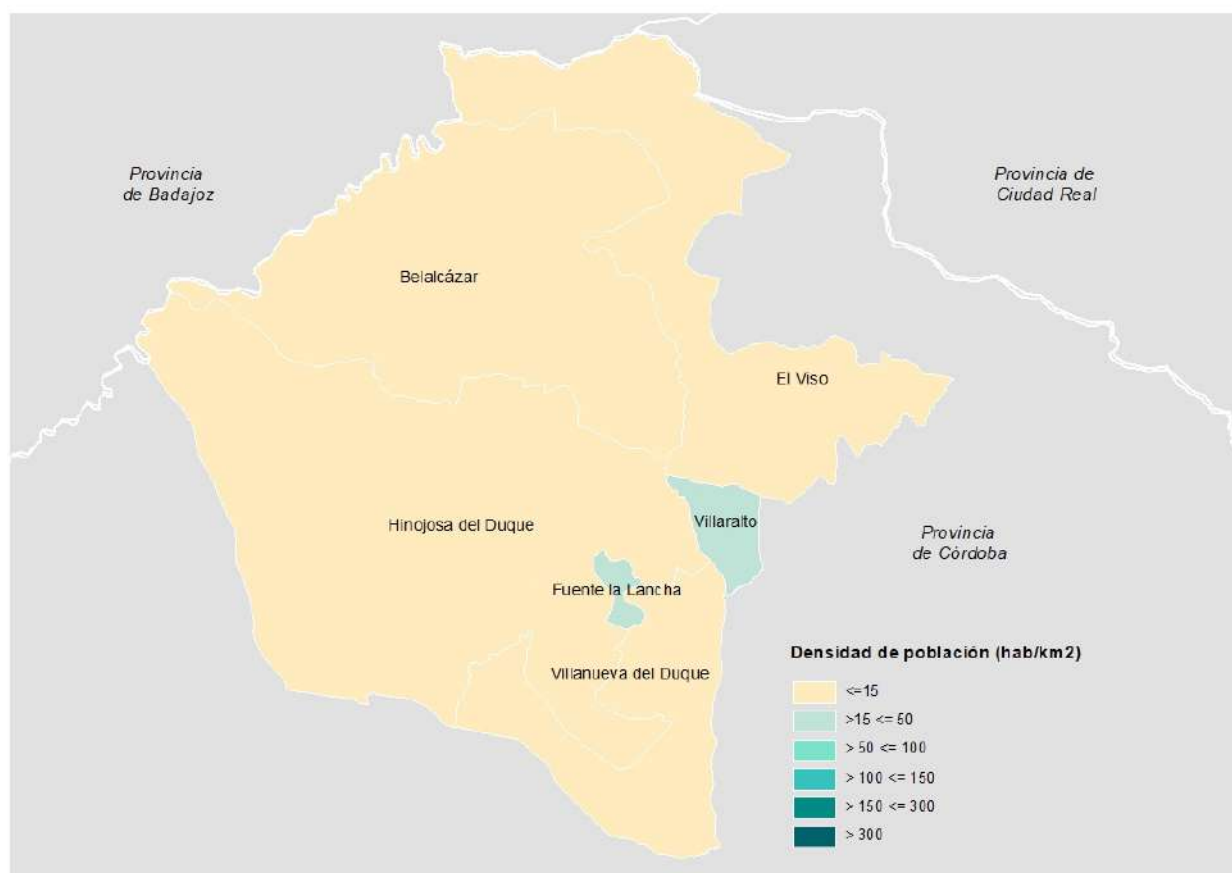 Provincia
de Badajoz
Provincia de
Ciudad Real
Belalcázar
El Viso
Hinojosa del Duque
Villaralto
Provincia
de Córdoba
Fuente la Lancha
Villanueva del Duque
Densidad de población (hab/km2)
<=15
>15 <= 50
> 50 <= 100
> 100 <= 150
> 150 <= 300
> 300